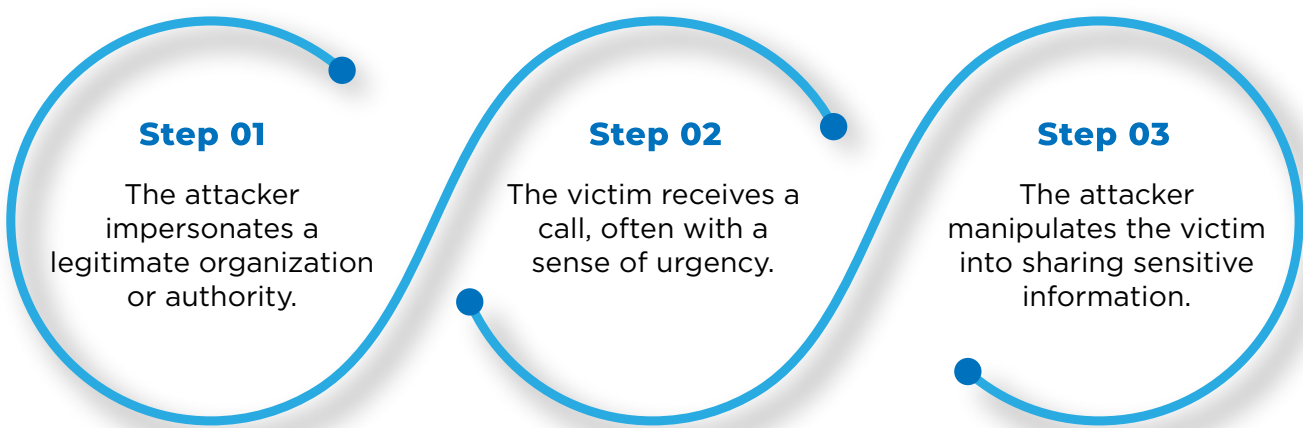 Step 01
The attacker
impersonates a
legitimate organization
or authority.
Step 02
The victim receives a
call, often with a
sense of urgency.
Step 03
The attacker
manipulates the victim
into sharing sensitive
information.